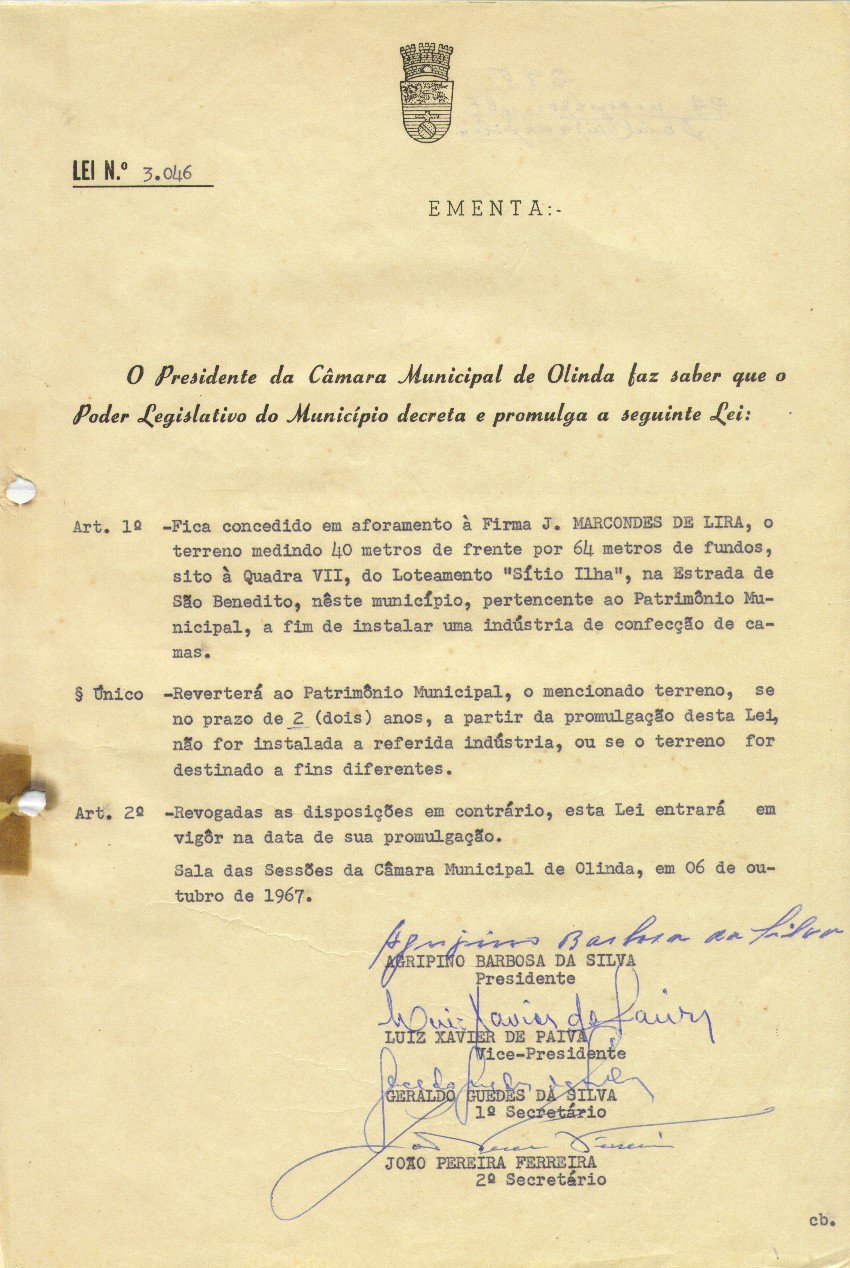 LEI N.º 3.046
EMENTA:-
O Presidente da Câmara Municipal de Olinda faz saber que o
Poder Legislativo do Município decreta e promulga a seguinte Lei:
Art. 1º -Fica concedido em aforamento à Firma J. MARCONDES DE LIRA, o
terreno medindo 40 metros de frente por 64 metros de fundos,
sito à Quadra VII, do Loteamento "Sítio Ilha", na Estrada de
São Benedito, nêste município, pertencente ao Patrimônio Mu-
nicipal, a fim de instalar uma indústria de confecção de ca-
mas.
§ Único -Reverterá ao Patrimônio Municipal, o mencionado terreno, se
no prazo de 2 (dois) anos, a partir da promulgação desta Lei,
não for instalada a referida indústria, ou se o terreno for
destinado a fins diferentes.
Art. 2º -Revogadas as disposições em contrário, esta Lei entrará em
vigôr na data de sua promulgação.
Sala das Sessões da Câmara Municipal de Olinda, em 06 de ou-
tubro de 1967.
Agripino Barbosa da Silva
AGRIPINO BARBOSA DA SILVA
Presidente
Luiz Xavier de Paiva
LUIZ XAVIER DE PAIVA
Vice-Presidente
GERALDO GUEDES DA SILVA
1º Secretário
JOÃO PEREIRA FERREIRA
2º Secretário
cb.